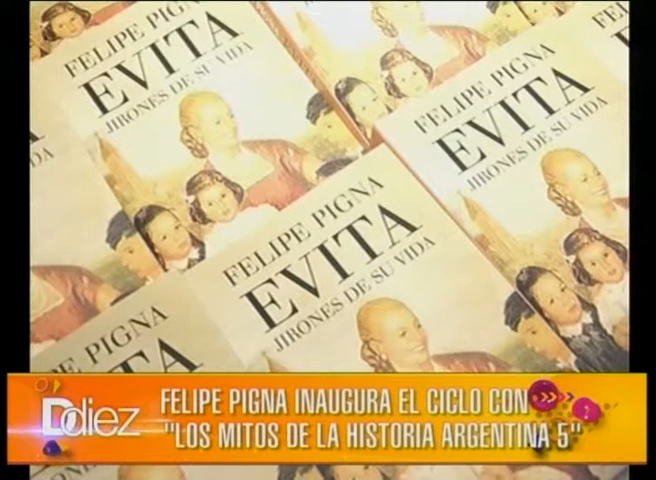 FELIPE PIGNA
EVITA
JIRONES DE SU VIDA
FELIPE PIGNA
EVITA
JIRONES DE SU VIDA
FELIPE PIGNA
EVITA
JIRONES DE SU VIDA
PIGNA
DA
Ddiez
FELIPE PIGNA INAUGURA EL CICLO CON
"LOS MITOS DE LA HISTORIA ARGENTINA 5"